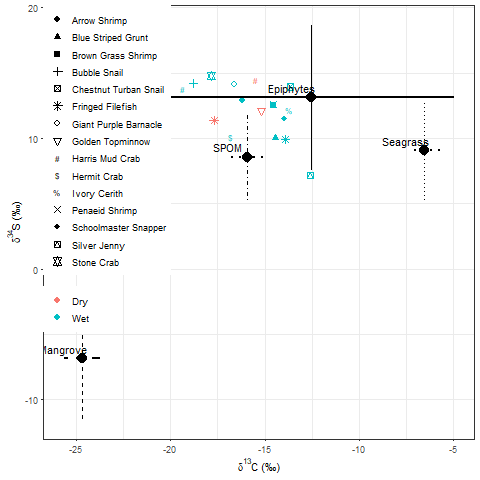 20
10
0
-10
δ34S (‰)
Arrow Shrimp
Blue Striped Grunt
Brown Grass Shrimp
Bubble Snail
Chestnut Turban Snail
Fringed Filefish
Giant Purple Barnacle
Golden Topminnow
# Harris Mud Crab
$ Hermit Crab
% Ivory Cerith
Penaeid Shrimp
Schoolmaster Snapper
Silver Jenny
Stone Crab
Dry
Wet
Epiphytes
SPOM
Seagrass
Mangrove
#
#
%
$
-25 -20 -15 -10 -5
δ13C (‰)